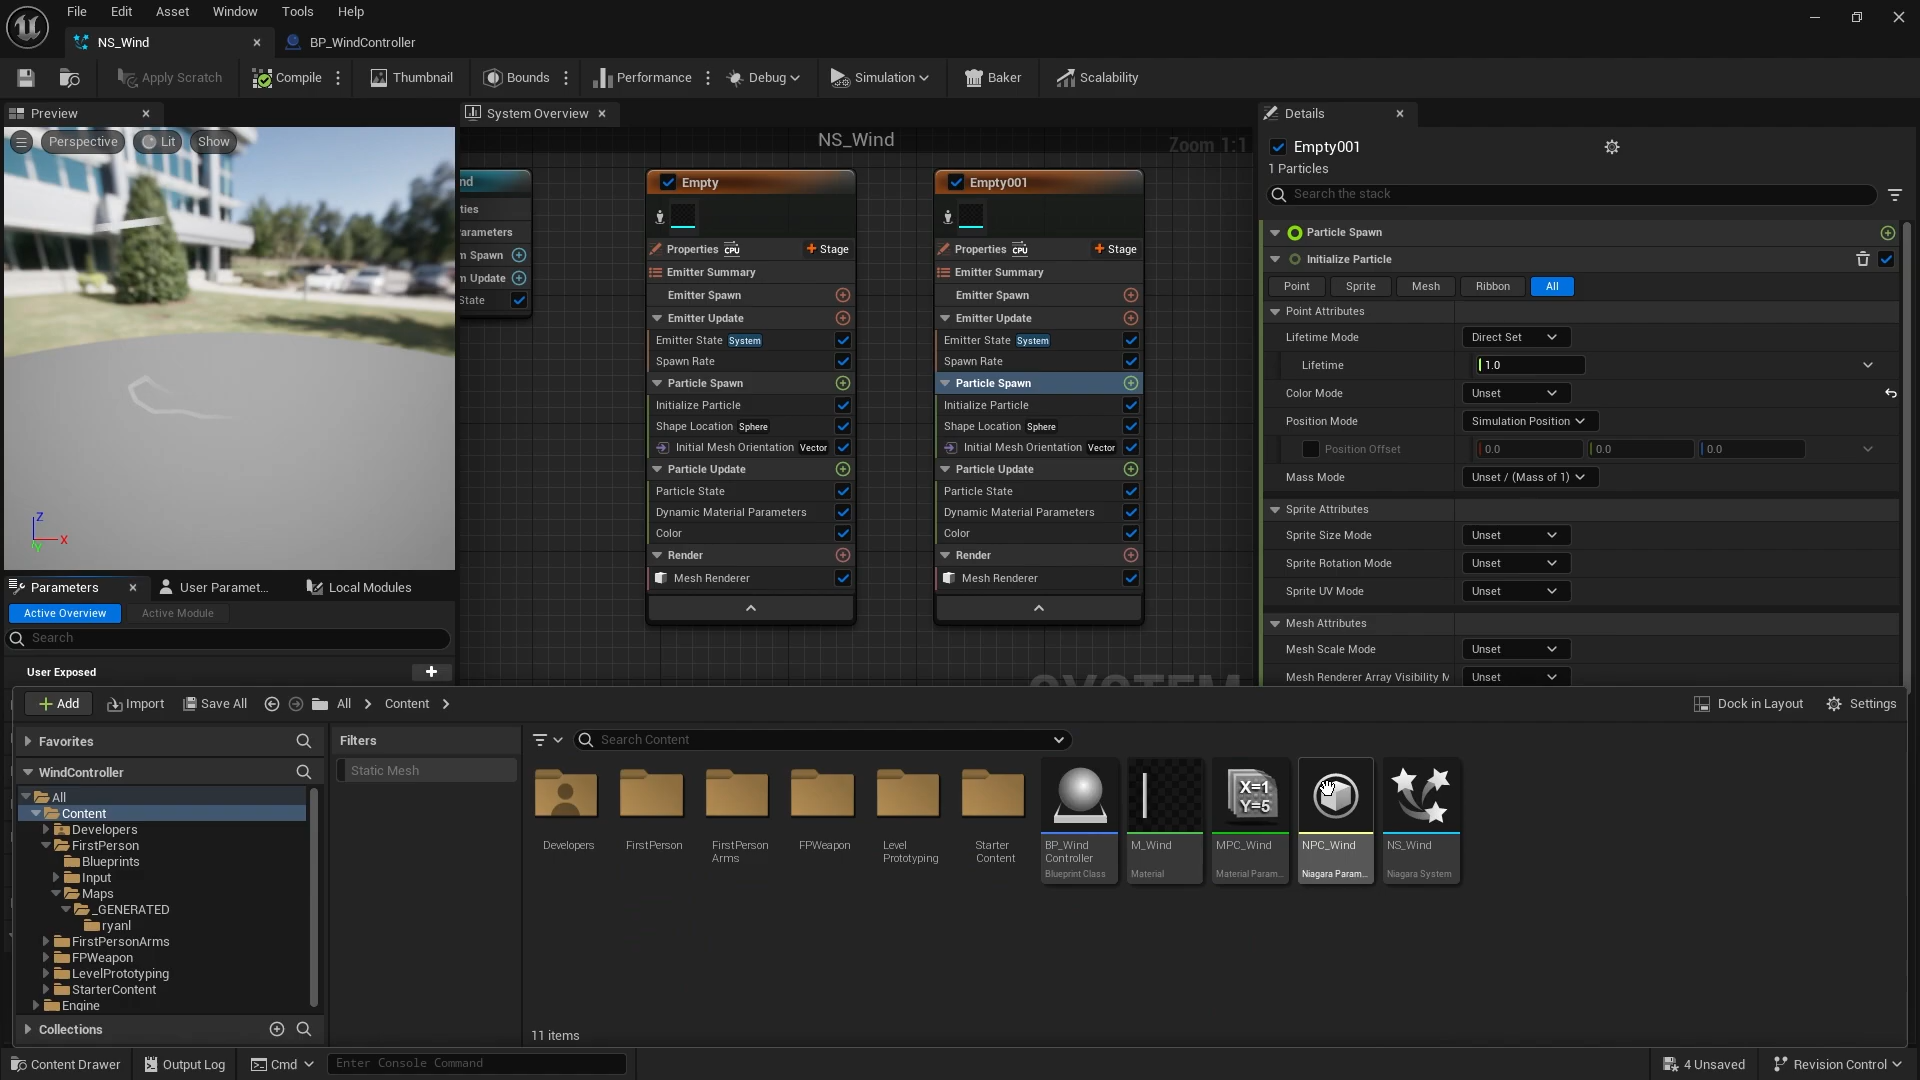 File Edit Asset Window Tools Help
NS_Wind
BP_WindController
Apply Scratch
Compile
Thumbnail
Bounds
Performance
Debug
Simulation
Baker
Scalability
Preview
System Overview
Details
Perspective
Lit
Show
NS_Wind
Zoom 1:1
Empty001
1 Particles
Search the stack
nd
ties
arameters
m Spawn
m Update
State
Empty
Properties
CPU
Stage
Emitter Summary
Emitter Spawn
Emitter Update
Emitter State System
Spawn Rate
Particle Spawn
Initialize Particle
Shape Location Sphere
Initial Mesh Orientation Vector
Particle Update
Particle State
Dynamic Material Parameters
Color
Render
Mesh Renderer
Empty001
Properties
CPU
Stage
Emitter Summary
Emitter Spawn
Emitter Update
Emitter State System
Spawn Rate
Particle Spawn
Initialize Particle
Shape Location Sphere
Initial Mesh Orientation Vector
Particle Update
Particle State
Dynamic Material Parameters
Color
Render
Mesh Renderer
SYSTEM
Particle Spawn
Initialize Particle
Point Sprite Mesh Ribbon All
Point Attributes
Lifetime Mode Direct Set
Lifetime 1.0
Color Mode Unset
Position Mode Simulation Position
Position Offset 0.0 0.0 0.0
Mass Mode Unset / (Mass of 1)
Sprite Attributes
Sprite Size Mode Unset
Sprite Rotation Mode Unset
Sprite UV Mode Unset
Mesh Attributes
Mesh Scale Mode Unset
Mesh Renderer Array Visibility M Unset
Z
X
Y
Parameters
User Paramet...
Local Modules
Active Overview
Active Module
Search
User Exposed
Add
Import
Save All
All
Content
Dock in Layout
Settings
Favorites
WindController
All
Content
Developers
FirstPerson
Blueprints
Input
Maps
_GENERATED
ryanl
FirstPersonArms
FPWeapon
LevelPrototyping
StarterContent
Engine
Collections
Filters
Static Mesh
Search Content
Developers
FirstPerson
FirstPerson
Arms
FPWeapon
Level
Prototyping
Starter
Content
BP_Wind
Controller
Blueprint Class
M_Wind
Material
X=1
Y=5
MPC_Wind
Material Param...
NPC_Wind
Niagara Param...
NS_Wind
Niagara System
11 items
Content Drawer
Output Log
Cmd
Enter Console Command
4 Unsaved
Revision Control